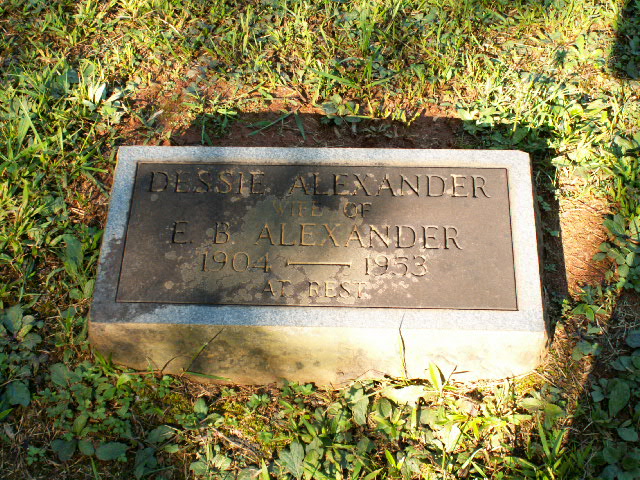 DESSIE ALEXANDER
WIFE OF
E. B. ALEXANDER
1904 — 1953
AT REST